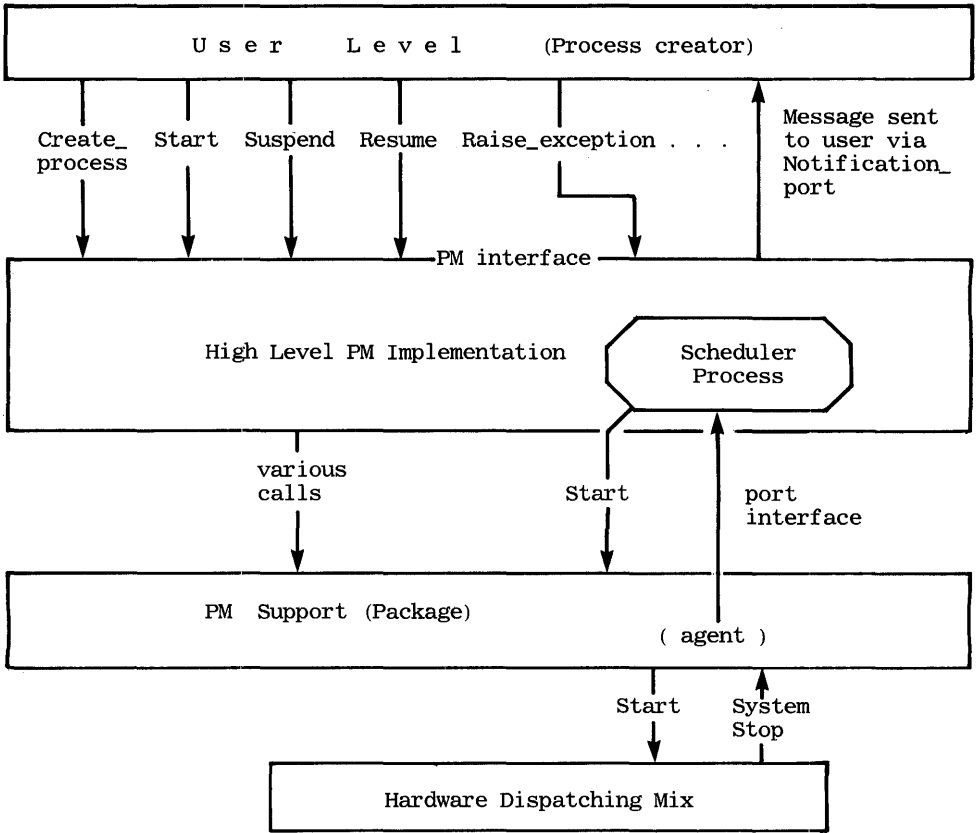 User Level (Process creator)
Create_
process
Start
Suspend
Resume
Raise_exception . . .
Message sent
to user via
Notification_
port
PM interface
High Level PM Implementation
Scheduler
Process
various
calls
Start
port
interface
PM Support (Package)
( agent )
Start
System
Stop
Hardware Dispatching Mix